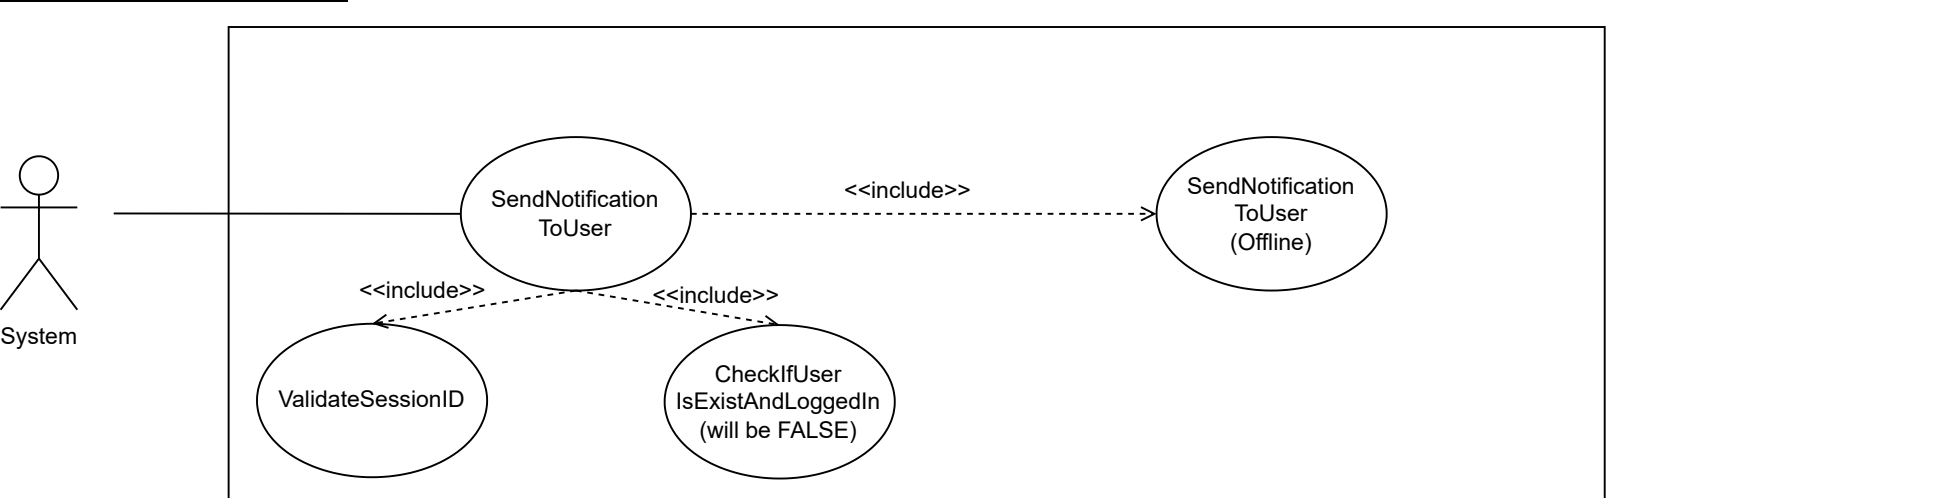 SendNotification
ToUser
<<include>>
SendNotification
ToUser
(Offline)
<<include>>
<<include>>
System
ValidateSessionID
CheckIfUser
IsExistAndLoggedIn
(will be FALSE)